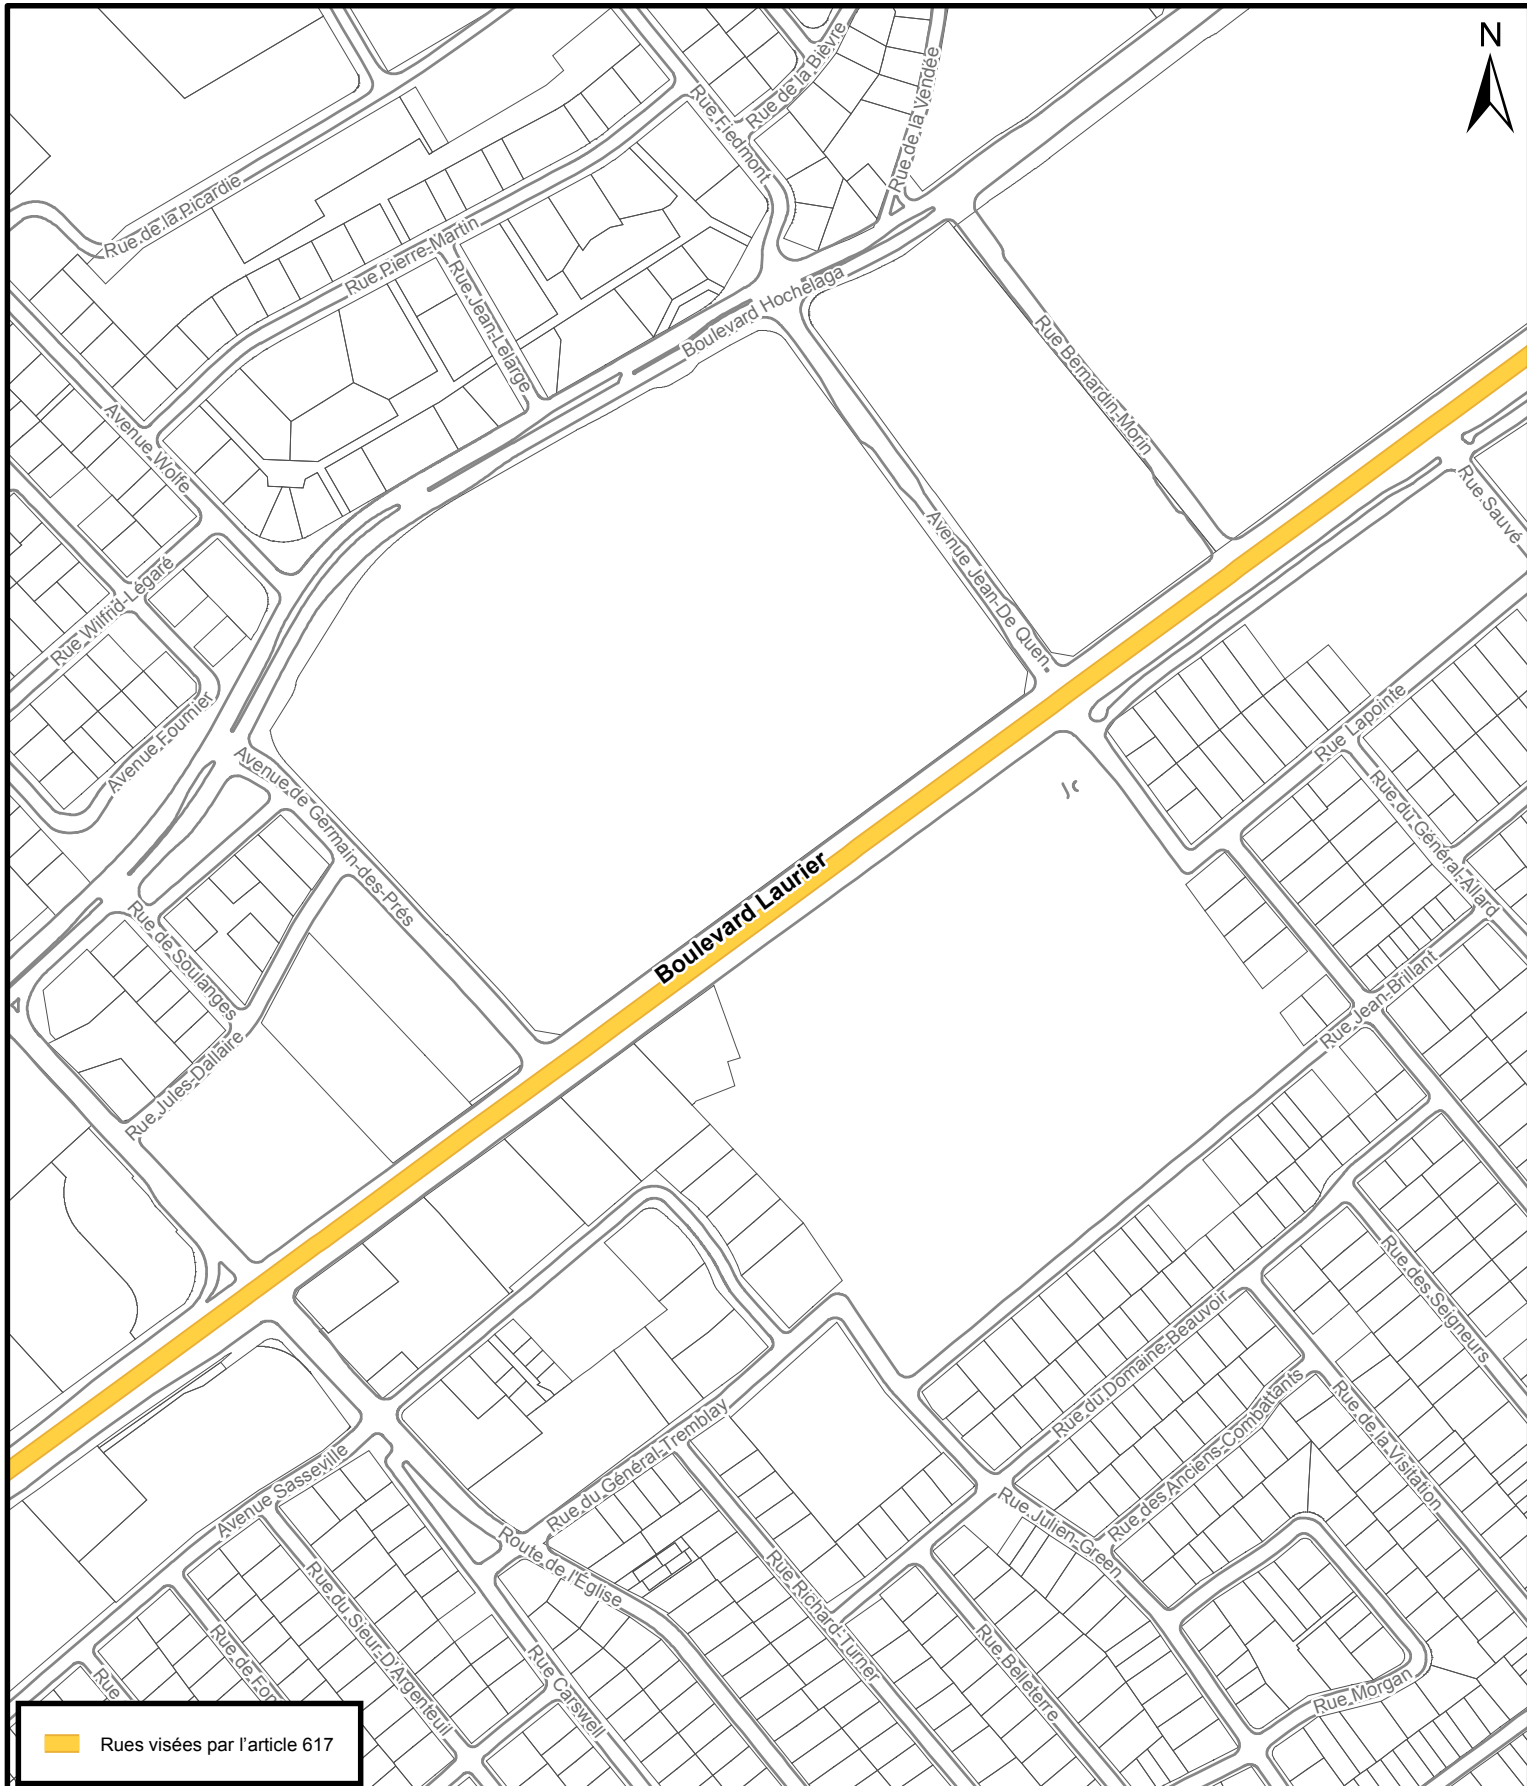 N
Rue de la Bièvre
Rue de la Vendée
Rue Fiedmont
Rue de la Picardie
Rue Pierre-Martin
Rue Jean-Lelarge
Boulevard Hochelaga
Rue Bernardin-Morin
Avenue Wolfe
Rue Sauvé
Avenue Jean-De Quen
Rue Wilfrid-Légaré
Avenue Fournier
Avenue de Germain-des-Prés
Rue Lapointe
Rue du Général-Allard
Boulevard Laurier
Rue de Soulanges
Rue Jean-Brillant
Rue Jules-Dallaire
Rue des Seigneurs
Rue du Domaine-Beauvoir
Rue des Anciens-Combattants
Rue de la Visitation
Rue du Général-Tremblay
Avenue Sasseville
Rue Julien-Green
Route de l'Église
Rue du Sieur-D'Argenteuil
Rue Richard-Turner
Rue de Fon
Rue Belleterre
Rue Carswell
Rue
Rue Morgan
Rues visées par l'article 617